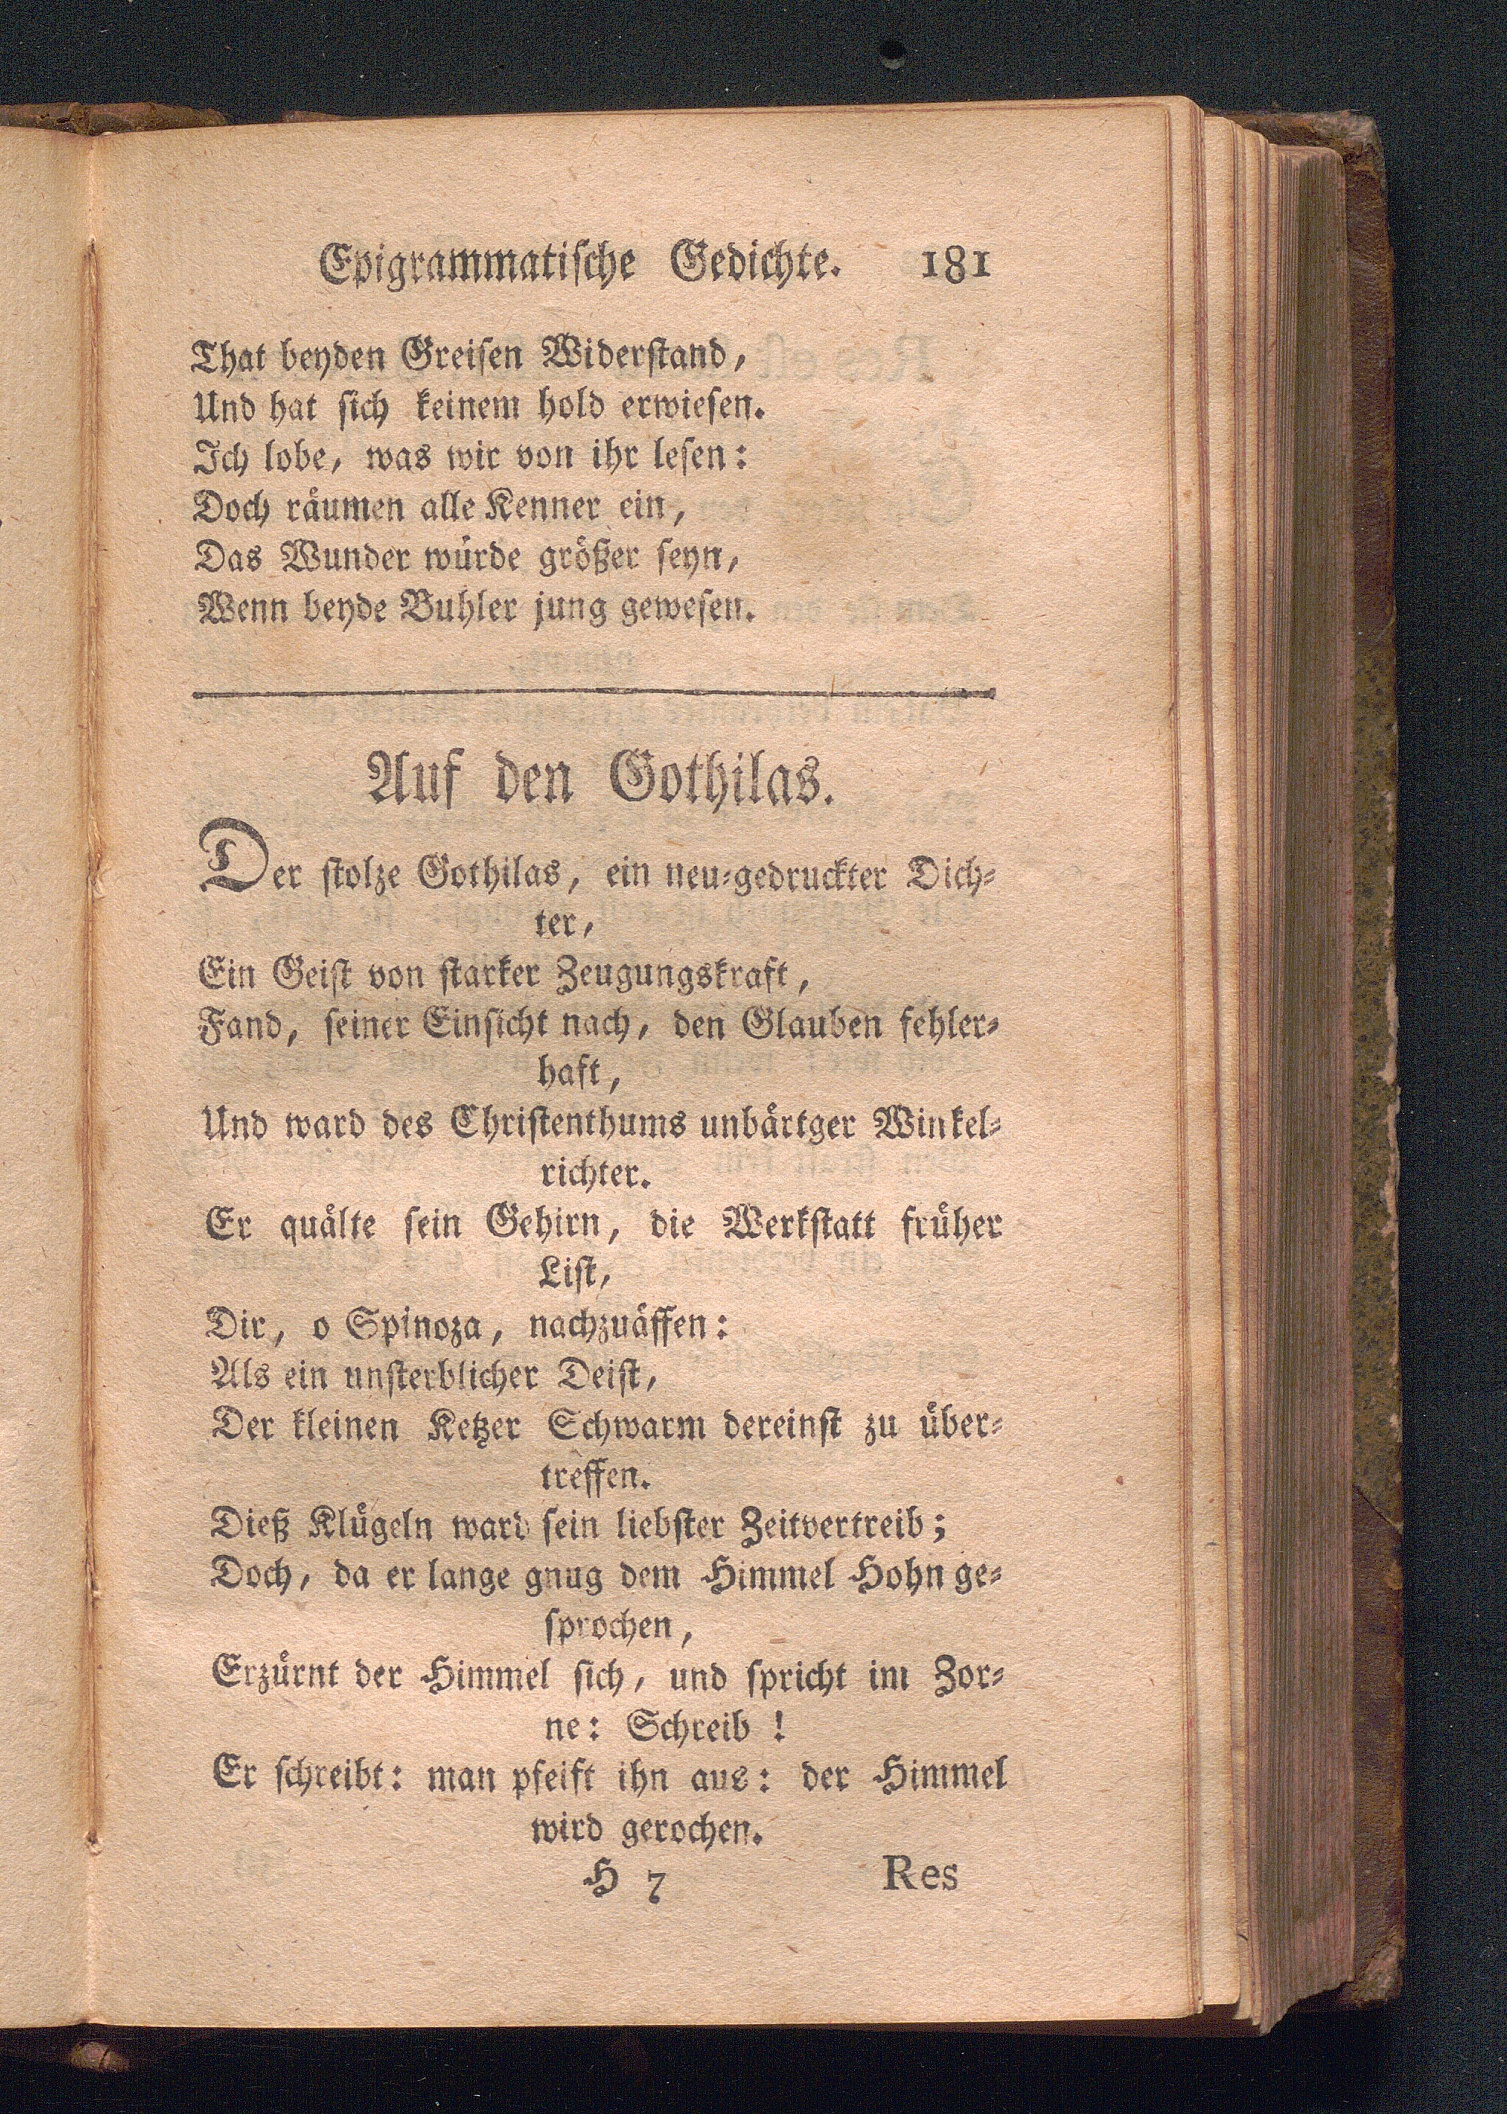 Epigrammatische Gedichte. 181
That beyden Greisen Widerstand,
Und hat sich keinem hold erwiesen.
Ich lobe, was wir von ihr lesen:
Doch räumen alle Kenner ein,
Das Wunder würde größer seyn,
Wenn beyde Buhler jung gewesen.
Auf den Gothilas.
Der stolze Gothilas, ein neu-gedruckter Dich-
ter,
Ein Geist von starker Zeugungskraft,
Fand, seiner Einsicht nach, den Glauben fehler-
haft,
Und ward des Christenthums unbärtger Winkel-
richter.
Er quälte sein Gehirn, die Werkstatt früher
List,
Dir, o Spinoza, nachzuäffen:
Als ein unsterblicher Deist,
Der kleinen Ketzer Schwarm dereinst zu über-
treffen.
Dieß Klügeln ward sein liebster Zeitvertreib;
Doch, da er lange gnug dem Himmel Hohn ge-
sprochen,
Erzürnt der Himmel sich, und spricht im Zor-
ne: Schreib !
Er schreibt: man pfeift ihn aus: der Himmel
wird gerochen.
H 7 Res